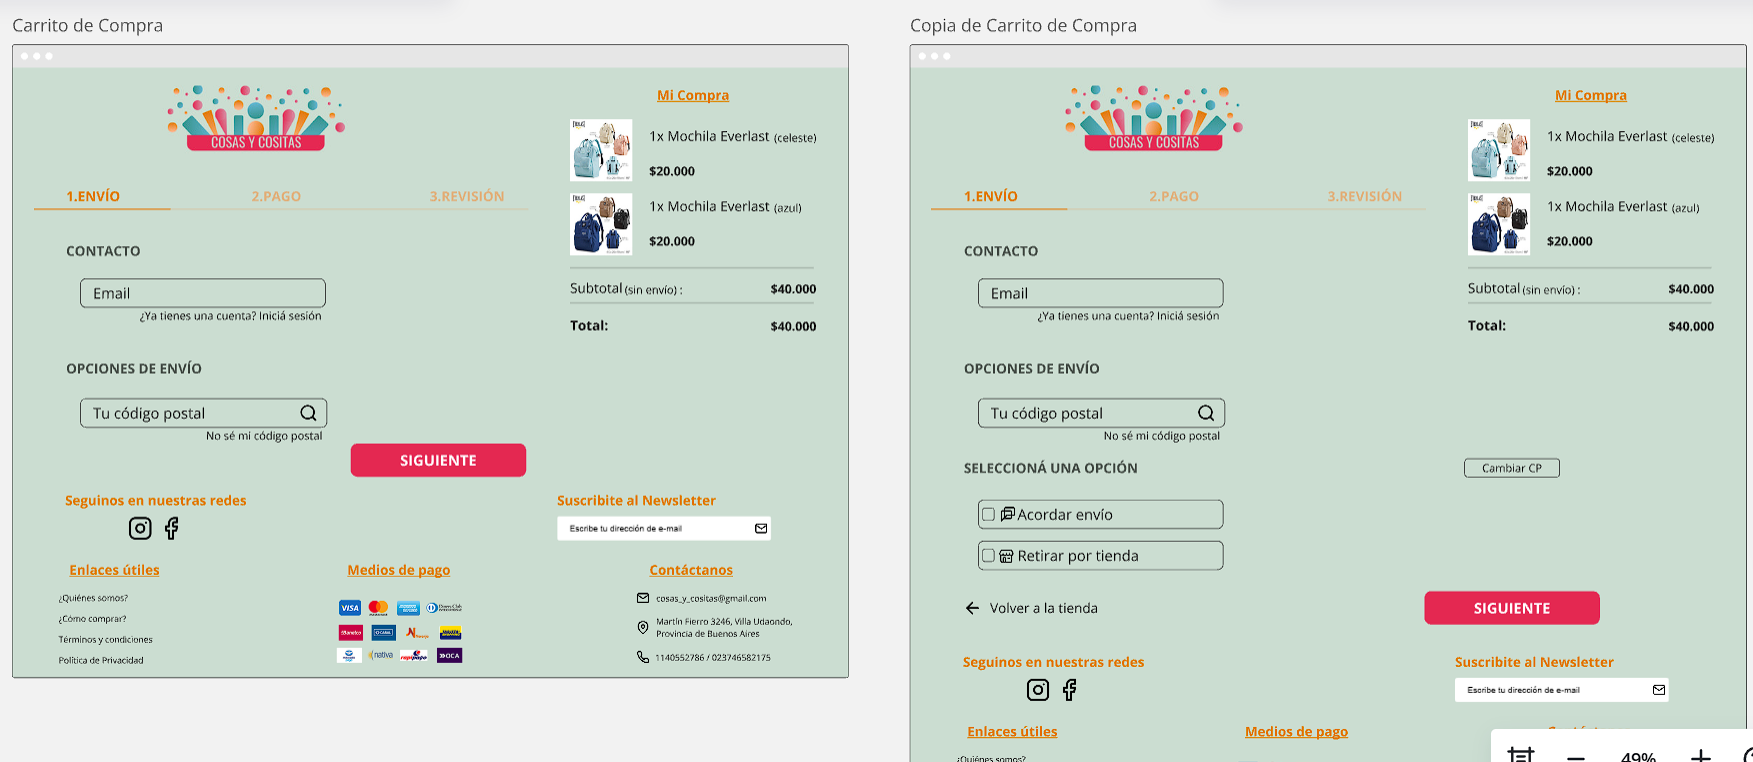 Carrito de Compra
COSAS Y COSITAS
Mi Compra
1x Mochila Everlast (celeste)
$20.000
1x Mochila Everlast (azul)
$20.000
Subtotal (sin envío) : $40.000
Total: $40.000
1.ENVÍO 2.PAGO 3.REVISIÓN
CONTACTO
Email
¿Ya tienes una cuenta? Iniciá sesión
OPCIONES DE ENVÍO
Tu código postal
No sé mi código postal
SIGUIENTE
Seguinos en nuestras redes
Suscribite al Newsletter
Escribe tu dirección de e-mail
Enlaces útiles
¿Quiénes somos?
¿Cómo comprar?
Términos y condiciones
Política de Privacidad
Medios de pago
VISA
nativa
OCA
Contáctanos
cosas_y_cositas@gmail.com
Martín Fierro 3246, Villa Udaondo,
Provincia de Buenos Aires
1140552786 / 023746582175
Copia de Carrito de Compra
COSAS Y COSITAS
Mi Compra
1x Mochila Everlast (celeste)
$20.000
1x Mochila Everlast (azul)
$20.000
Subtotal (sin envío) : $40.000
Total: $40.000
1.ENVÍO 2.PAGO 3.REVISIÓN
CONTACTO
Email
¿Ya tienes una cuenta? Iniciá sesión
OPCIONES DE ENVÍO
Tu código postal
No sé mi código postal
SELECCIONÁ UNA OPCIÓN
Cambiar CP
Acordar envío
Retirar por tienda
Volver a la tienda
SIGUIENTE
Seguinos en nuestras redes
Suscribite al Newsletter
Escribe tu dirección de e-mail
Enlaces útiles
Medios de pago
¿Quiénes somos?
49%